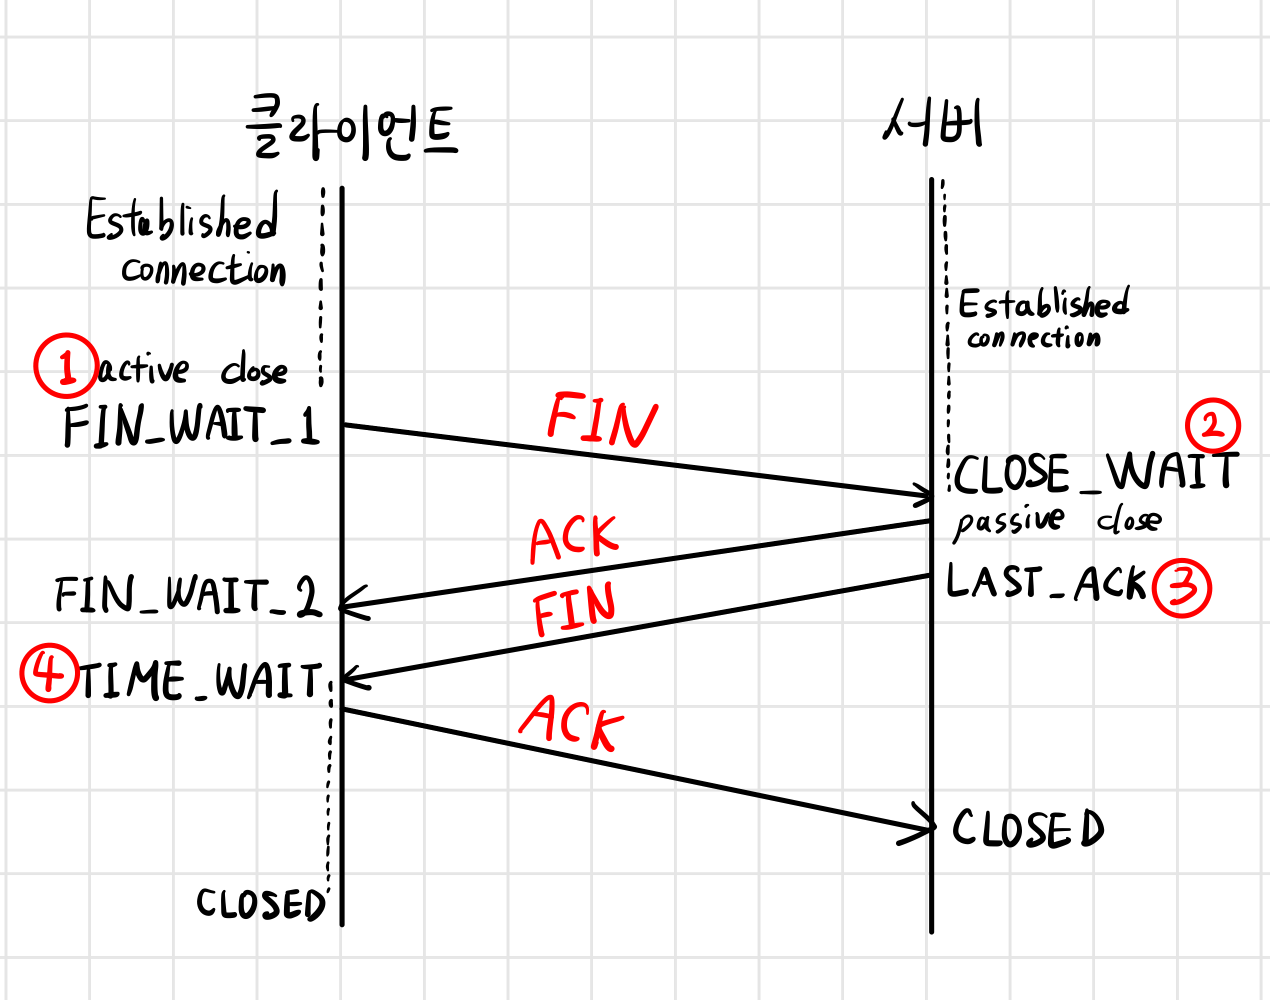 클라이언트
서버
Established
connection
Established
connection
① active close
FIN_WAIT_1
FIN
②
CLOSE_WAIT
passive close
ACK
FIN_WAIT_2
FIN
LAST_ACK ③
④ TIME_WAIT
ACK
CLOSED
CLOSED